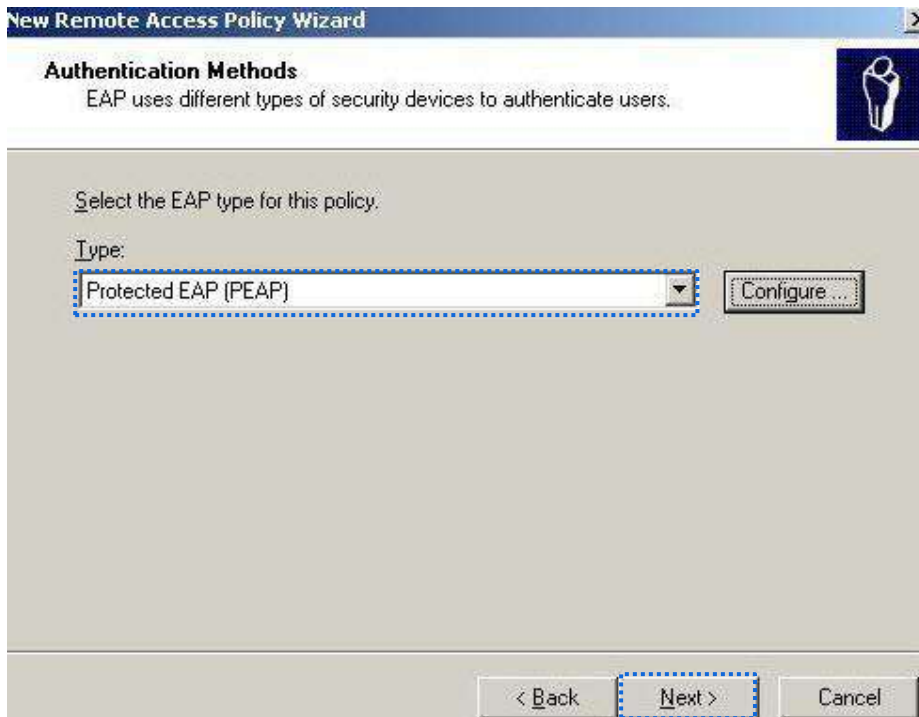 New Remote Access Policy Wizard
Authentication Methods
EAP uses different types of security devices to authenticate users.
Select the EAP type for this policy.
Type:
Protected EAP (PEAP)
Configure ...
< Back
Next >
Cancel